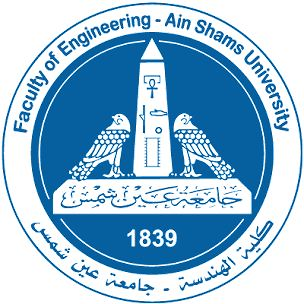 Faculty of Engineering - Ain Shams University
جامعة عين شمس
1839
كلية الهندسة - جامعة عين شمس